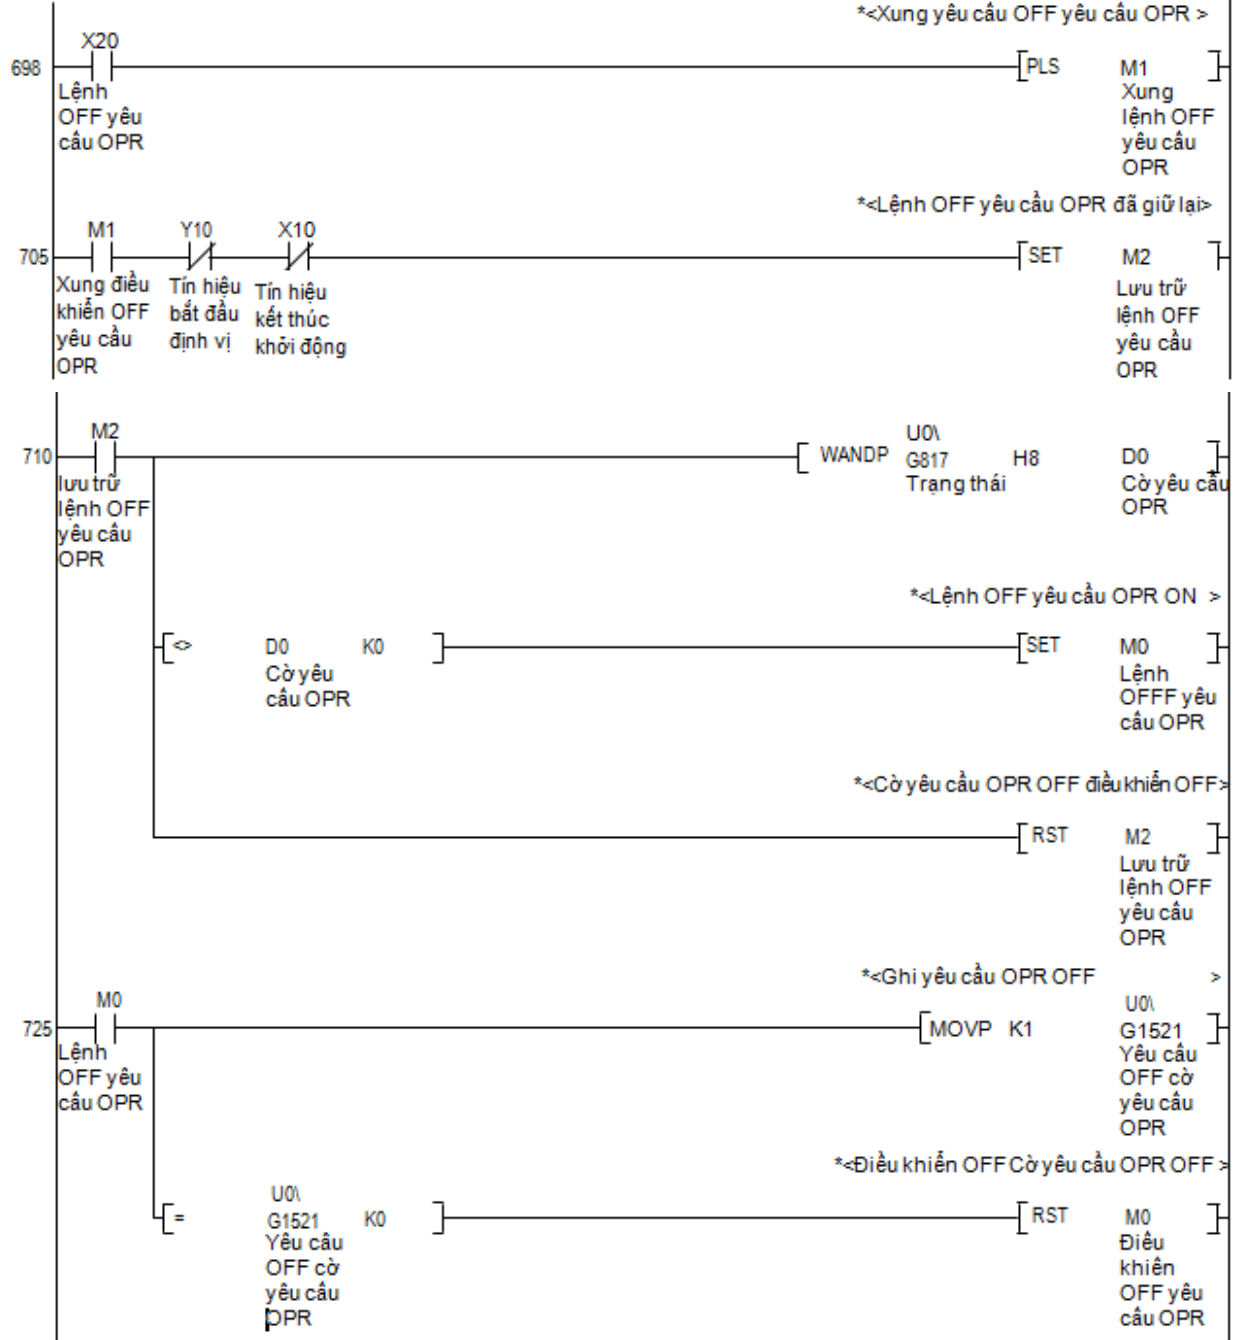 *<Xung yêu cầu OFF yêu cầu OPR >
X20
698
PLS M1
Lệnh
OFF yêu
cầu OPR
Xung
lệnh OFF
yêu cầu
OPR
*<Lệnh OFF yêu cầu OPR đã giữ lại>
M1 Y10 X10
705
SET M2
Xung điều
khiển OFF
yêu cầu
OPR
Tín hiệu
bắt đầu
định vị
Tín hiệu
kết thúc
khởi động
Lưu trữ
lệnh OFF
yêu cầu
OPR
M2
710
WANDP U0\
G817 H8 D0
Trạng thái
Cờ yêu cầu
OPR
lưu trữ
lệnh OFF
yêu cầu
OPR
*<Lệnh OFF yêu cầu OPR ON >
<> D0 K0
SET M0
Cờ yêu
cầu OPR
Lệnh
OFFF yêu
cầu OPR
*<Cờ yêu cầu OPR OFF điều khiển OFF>
RST M2
Lưu trữ
lệnh OFF
yêu cầu
OPR
*<Ghi yêu cầu OPR OFF >
M0
725
MOVP K1 U0\
G1521
Lệnh
OFF yêu
cầu OPR
Yêu cầu
OFF cờ
yêu cầu
OPR
*<Điều khiển OFF Cờ yêu cầu OPR OFF >
= U0\
G1521 K0
RST M0
Yêu cầu
OFF cờ
yêu cầu
OPR
Điều
khiên
OFF yêu
cầu OPR